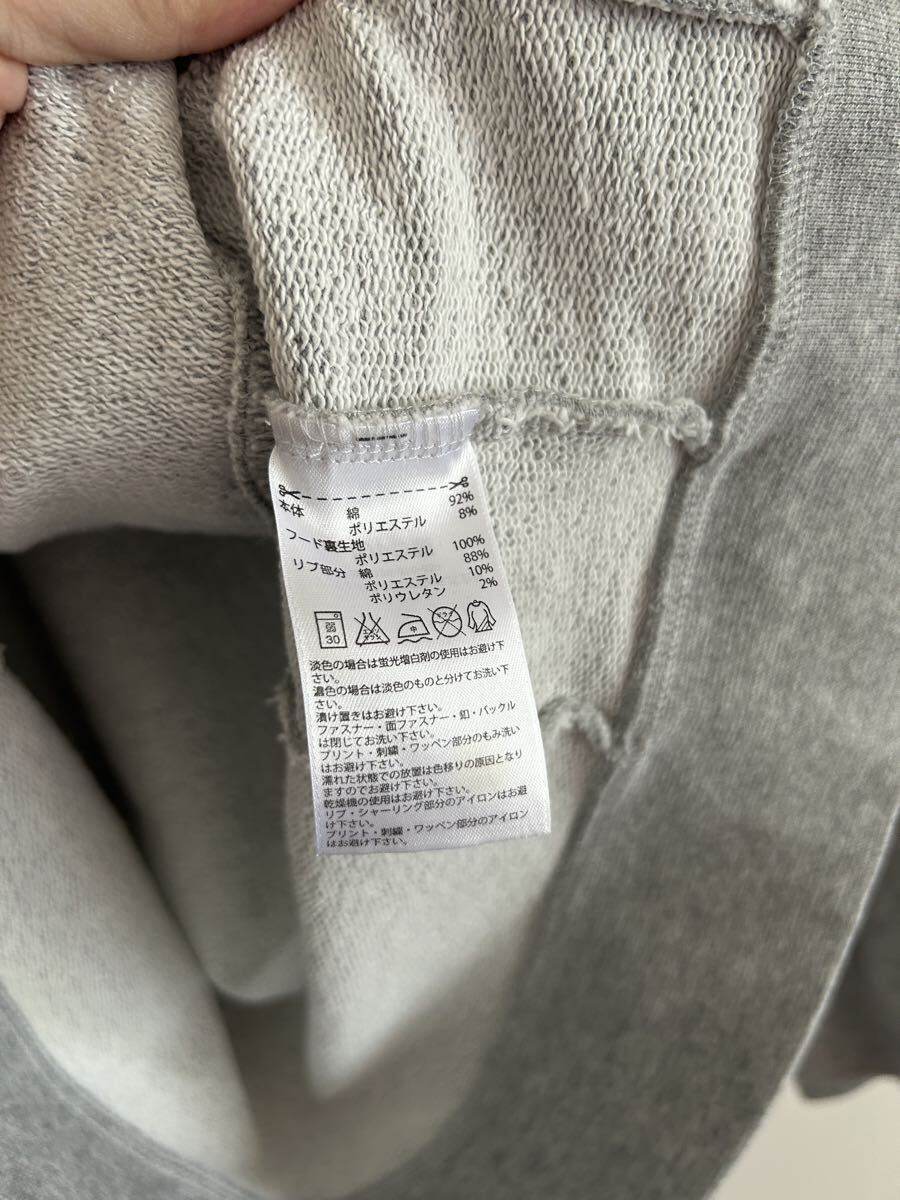 本体 綿 92%
ポリエステル 8%
フード裏生地
ポリエステル 100%
リブ部分 綿 88%
ポリエステル 10%
ポリウレタン 2%
弱 30 エンソサラシ 中 ドライ
淡色の場合は蛍光増白剤の使用はお避け下
さい。
濃色の場合は淡色のものと分けてお洗い下
さい。
漬け置きはお避け下さい。
ファスナー・面ファスナー・釦・バックル
は閉じてお洗い下さい。
プリント・刺繍・ワッペン部分のもみ洗い
はお避け下さい。
濡れた状態での放置は色移りの原因となり
ますのでお避け下さい。
乾燥機の使用はお避け下さい。
リブ・シャーリング部分のアイロンはお避
け下さい。
プリント・刺繍・ワッペン部分のアイロン
はお避け下さい。